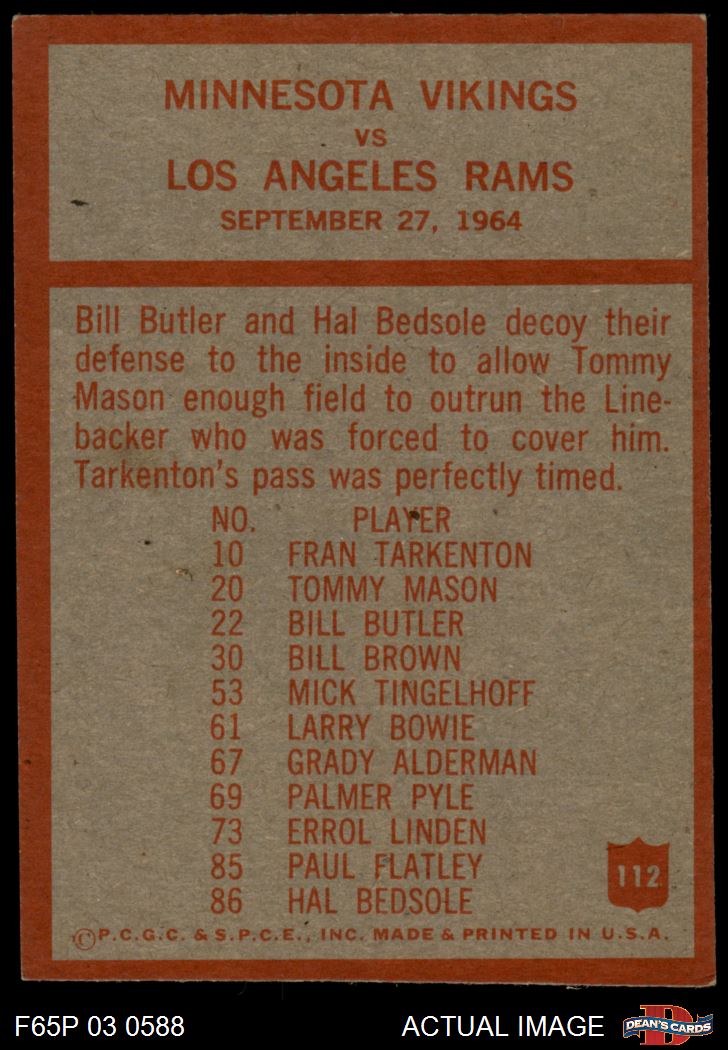 MINNESOTA VIKINGS
VS
LOS ANGELES RAMS
SEPTEMBER 27, 1964
Bill Butler and Hal Bedsole decoy their
defense to the inside to allow Tommy
Mason enough field to outrun the Line-
backer who was forced to cover him.
Tarkenton's pass was perfectly timed.
NO. PLAYER
10 FRAN TARKENTON
20 TOMMY MASON
22 BILL BUTLER
30 BILL BROWN
53 MICK TINGELHOFF
61 LARRY BOWIE
67 GRADY ALDERMAN
69 PALMER PYLE
73 ERROL LINDEN
85 PAUL FLATLEY
86 HAL BEDSOLE
112
©P.C.G.C. & S.P.C.E., INC. MADE & PRINTED IN U.S.A.
F65P 03 0588 ACTUAL IMAGE D DEAN'S CARDS